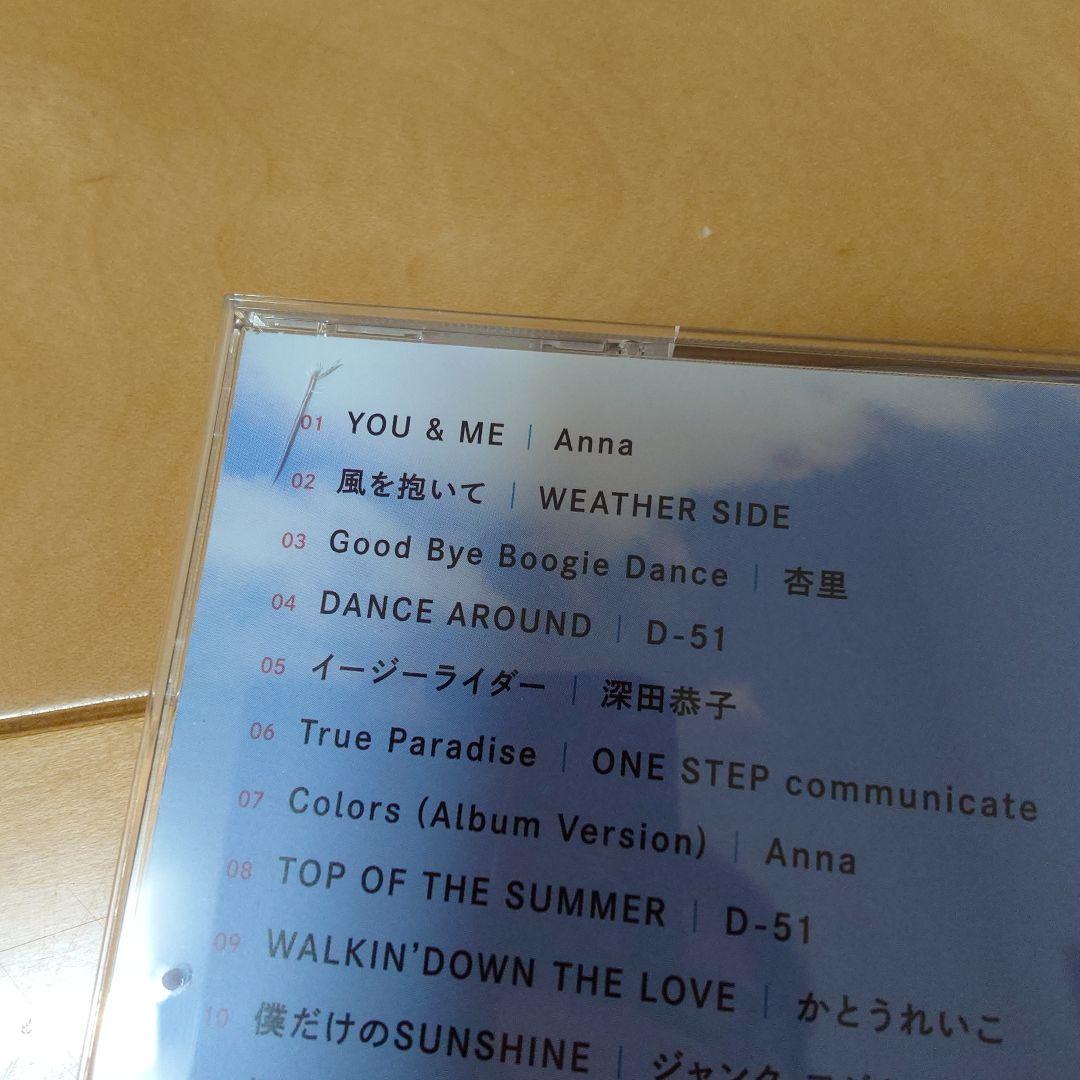 01 YOU & ME | Anna
02 風を抱いて | WEATHER SIDE
03 Good Bye Boogie Dance | 杏里
04 DANCE AROUND | D-51
05 イージーライダー | 深田恭子
06 True Paradise | ONE STEP communicate
07 Colors (Album Version) | Anna
08 TOP OF THE SUMMER | D-51
09 WALKIN'DOWN THE LOVE | かとうれいこ
10 僕だけのSUNSHINE | ジャンク